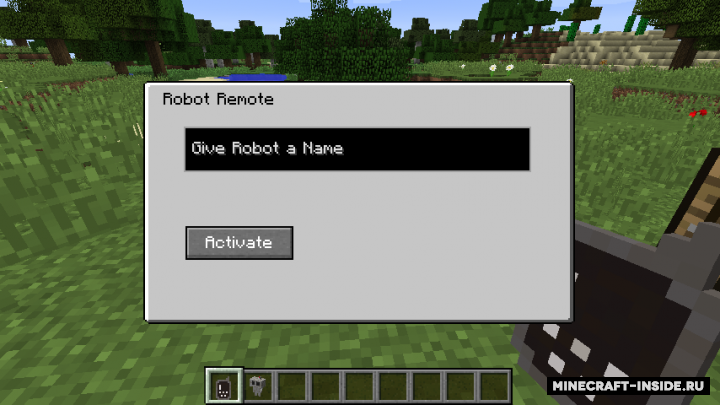 Robot Remote
Give Robot a Name
Activate
MINECRAFT-INSIDE.RU